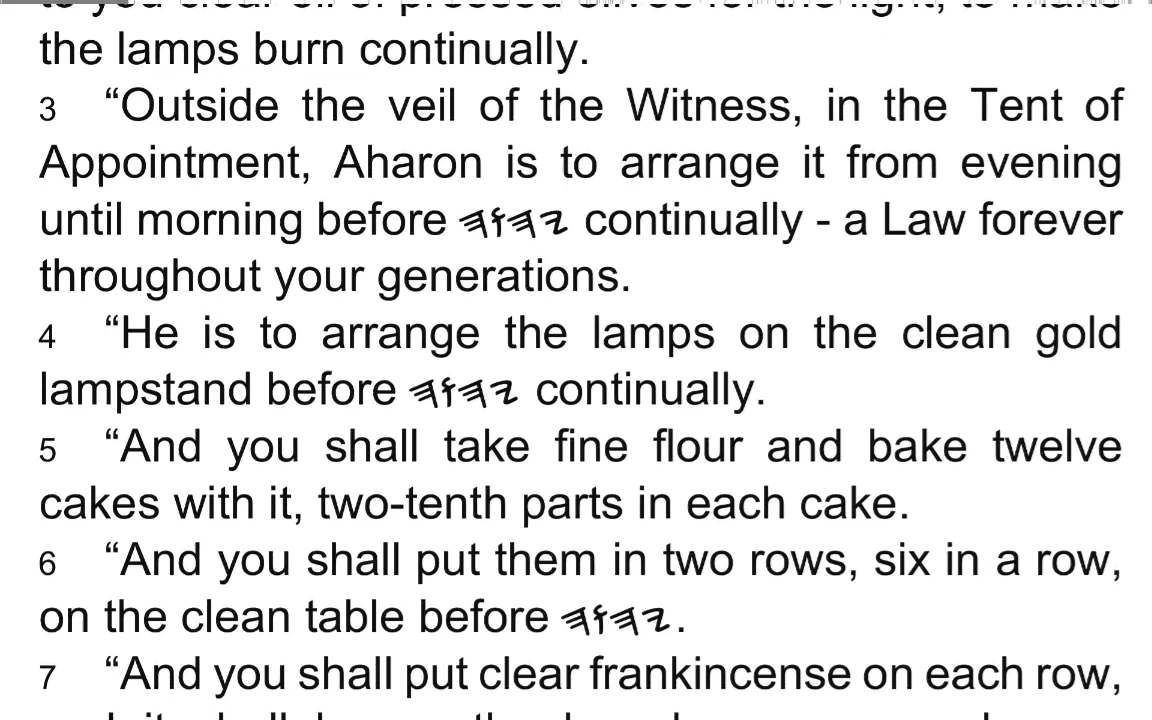 the lamps burn continually.
3 “Outside the veil of the Witness, in the Tent of
Appointment, Aharon is to arrange it from evening
until morning before 𐤉𐤄𐤅𐤄 continually - a Law forever
throughout your generations.
4 “He is to arrange the lamps on the clean gold
lampstand before 𐤉𐤄𐤅𐤄 continually.
5 “And you shall take fine flour and bake twelve
cakes with it, two-tenth parts in each cake.
6 “And you shall put them in two rows, six in a row,
on the clean table before 𐤉𐤄𐤅𐤄.
7 “And you shall put clear frankincense on each row,